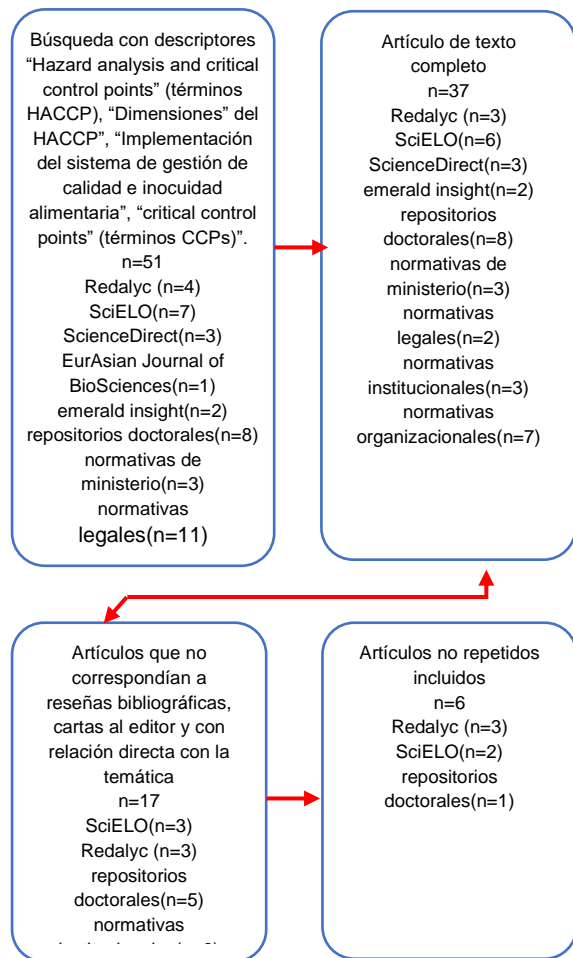 Búsqueda con descriptores
“Hazard analysis and critical
control points” (términos
HACCP), “Dimensiones” del
HACCP”, “Implementación
del sistema de gestión de
calidad e inocuidad
alimentaria”, “critical control
points” (términos CCPs)”.
n=51
Redalyc (n=4)
SciELO(n=7)
ScienceDirect(n=3)
EurAsian Journal of
BioSciences(n=1)
emerald insight(n=2)
repositorios doctorales(n=8)
normativas de
ministerio(n=3)
normativas
legales(n=11)
Artículo de texto
completo
n=37
Redalyc (n=3)
SciELO(n=6)
ScienceDirect(n=3)
emerald insight(n=2)
repositorios
doctorales(n=8)
normativas de
ministerio(n=3)
normativas
legales(n=2)
normativas
institucionales(n=3)
normativas
organizacionales(n=7)
Artículos que no
correspondían a
reseñas bibliográficas,
cartas al editor y con
relación directa con la
temática
n=17
SciELO(n=3)
Redalyc (n=3)
repositorios
doctorales(n=5)
normativas
Artículos no repetidos
incluidos
n=6
Redalyc (n=3)
SciELO(n=2)
repositorios
doctorales(n=1)